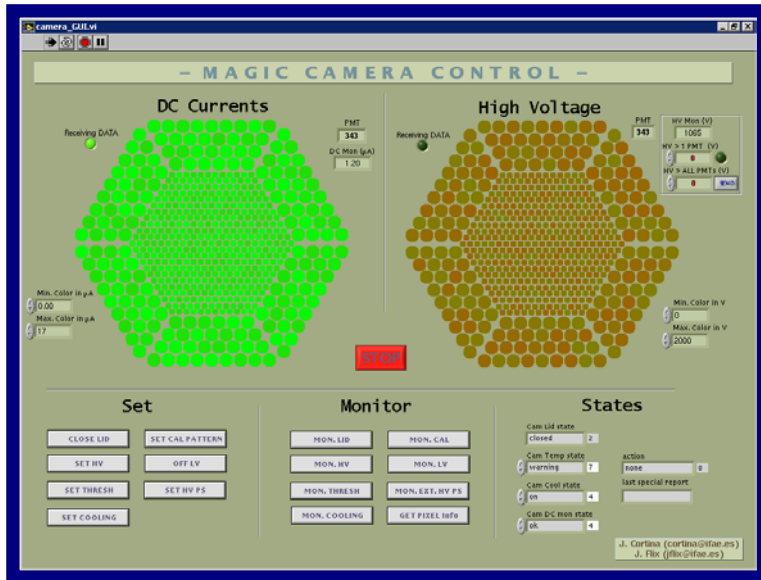 camera_GUI.vi
– MAGIC CAMERA CONTROL –
DC Currents
High Voltage
Receiving DATA
PMT
343
DC Mon (µA)
1.20
Receiving DATA
PMT
343
HV Mon (V)
1065
HV > 1 PMT (V)
0
HV > ALL PMTs (V)
0
SEND
Min. Color in µA
0.00
Max. Color in µA
17
Min. Color in V
0
Max. Color in V
2000
STOP
Set
CLOSE LID
SET CAL PATTERN
SET HV
OFF LV
SET THRESH
SET HV PS
SET COOLING
Monitor
MON. LID
MON. CAL
MON. HV
MON. LV
MON. THRESH
MON. EXT. HV PS
MON. COOLING
GET PIXEL Info
States
Cam Lid state
closed 2
Cam Temp state
warning 7
action
none 0
Cam Cool state
on 4
last special report
Cam DC mon state
ok 4
J. Cortina (cortina@ifae.es)
J. Flix (jflix@ifae.es)